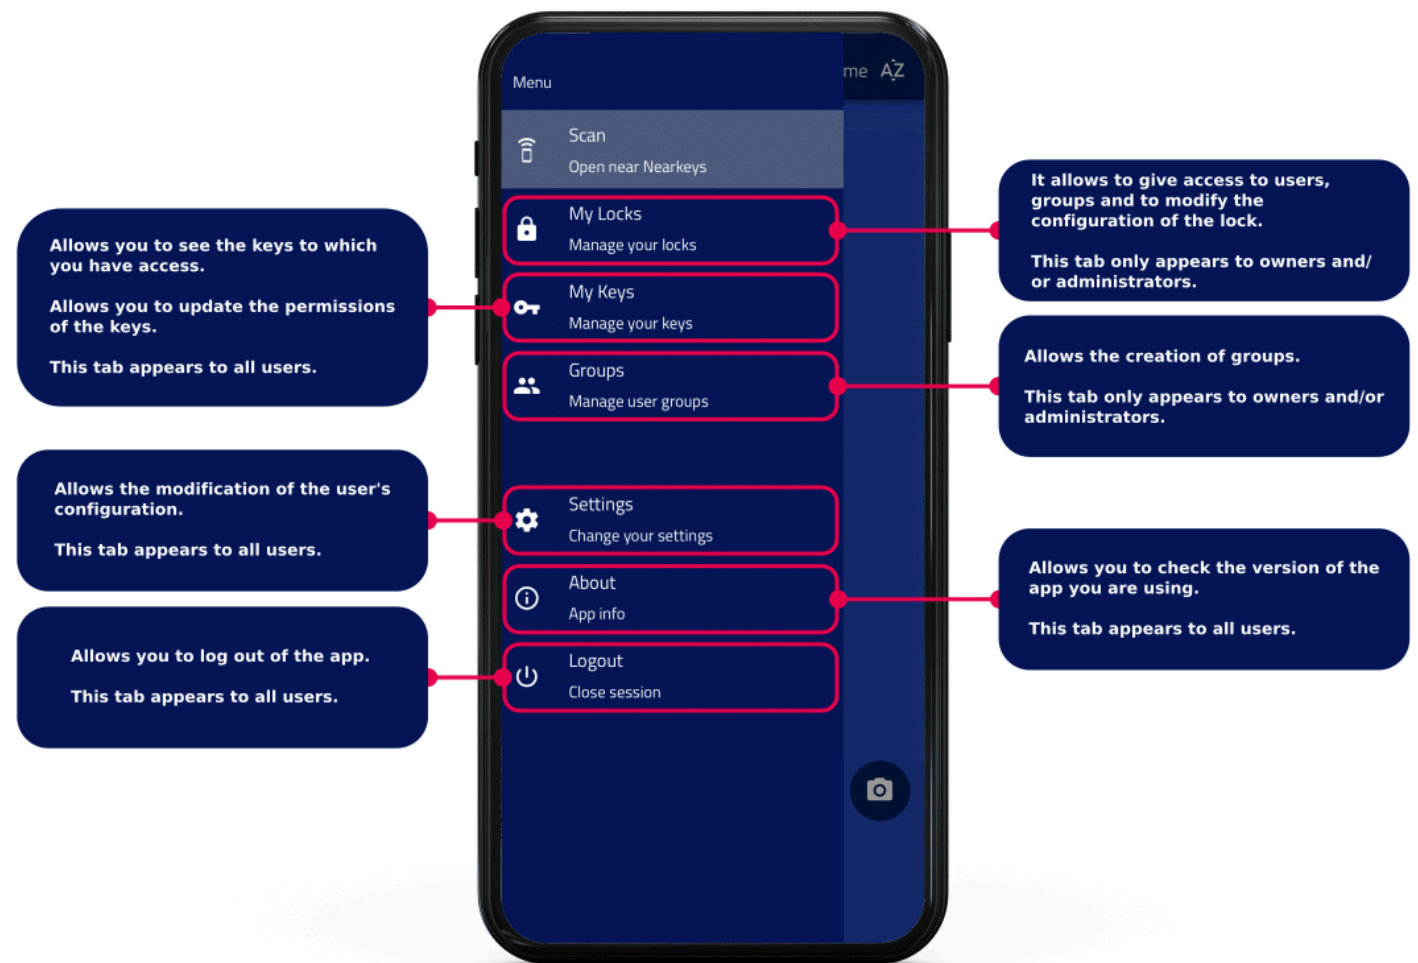 Menu
me AZ
Scan
Open near Nearkeys
My Locks
Manage your locks
My Keys
Manage your keys
Groups
Manage user groups
Settings
Change your settings
About
App info
Logout
Close session
Allows you to see the keys to which
you have access.
Allows you to update the permissions
of the keys.
This tab appears to all users.
Allows the modification of the user's
configuration.
This tab appears to all users.
Allows you to log out of the app.
This tab appears to all users.
It allows to give access to users,
groups and to modify the
configuration of the lock.
This tab only appears to owners and/
or administrators.
Allows the creation of groups.
This tab only appears to owners and/or
administrators.
Allows you to check the version of the
app you are using.
This tab appears to all users.